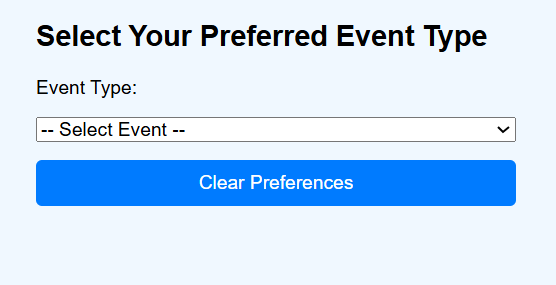 Select Your Preferred Event Type
Event Type:
-- Select Event --
Clear Preferences